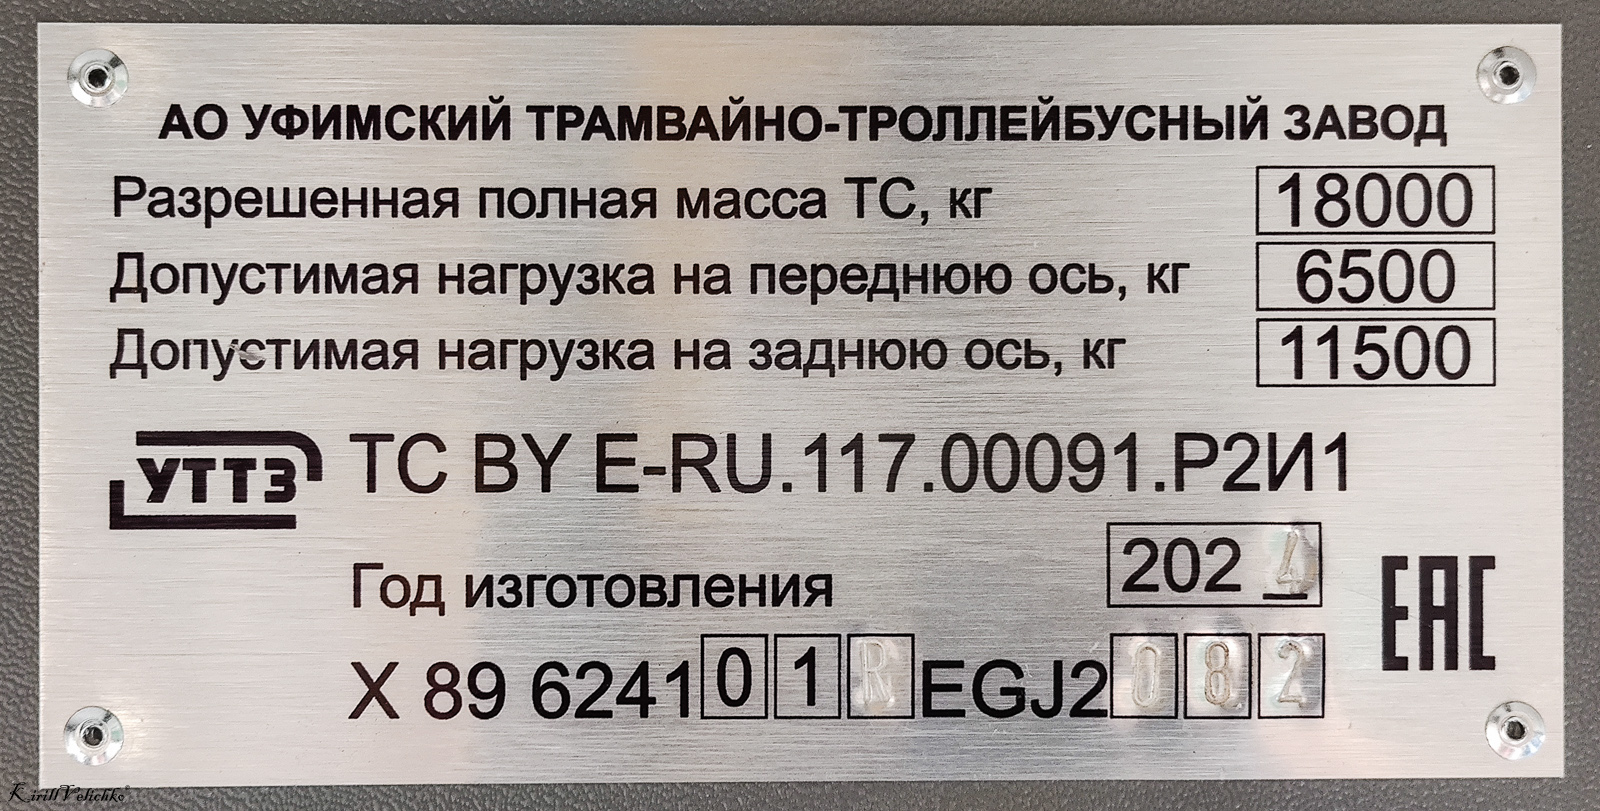 АО УФИМСКИЙ ТРАМВАЙНО-ТРОЛЛЕЙБУСНЫЙ ЗАВОД
Разрешенная полная масса ТС, кг 18000
Допустимая нагрузка на переднюю ось, кг 6500
Допустимая нагрузка на заднюю ось, кг 11500
УТТЗ ТС BY E-RU.117.00091.Р2И1
Год изготовления 2024
EAC
X 89 624101REGJ2082
Kirill Velichko